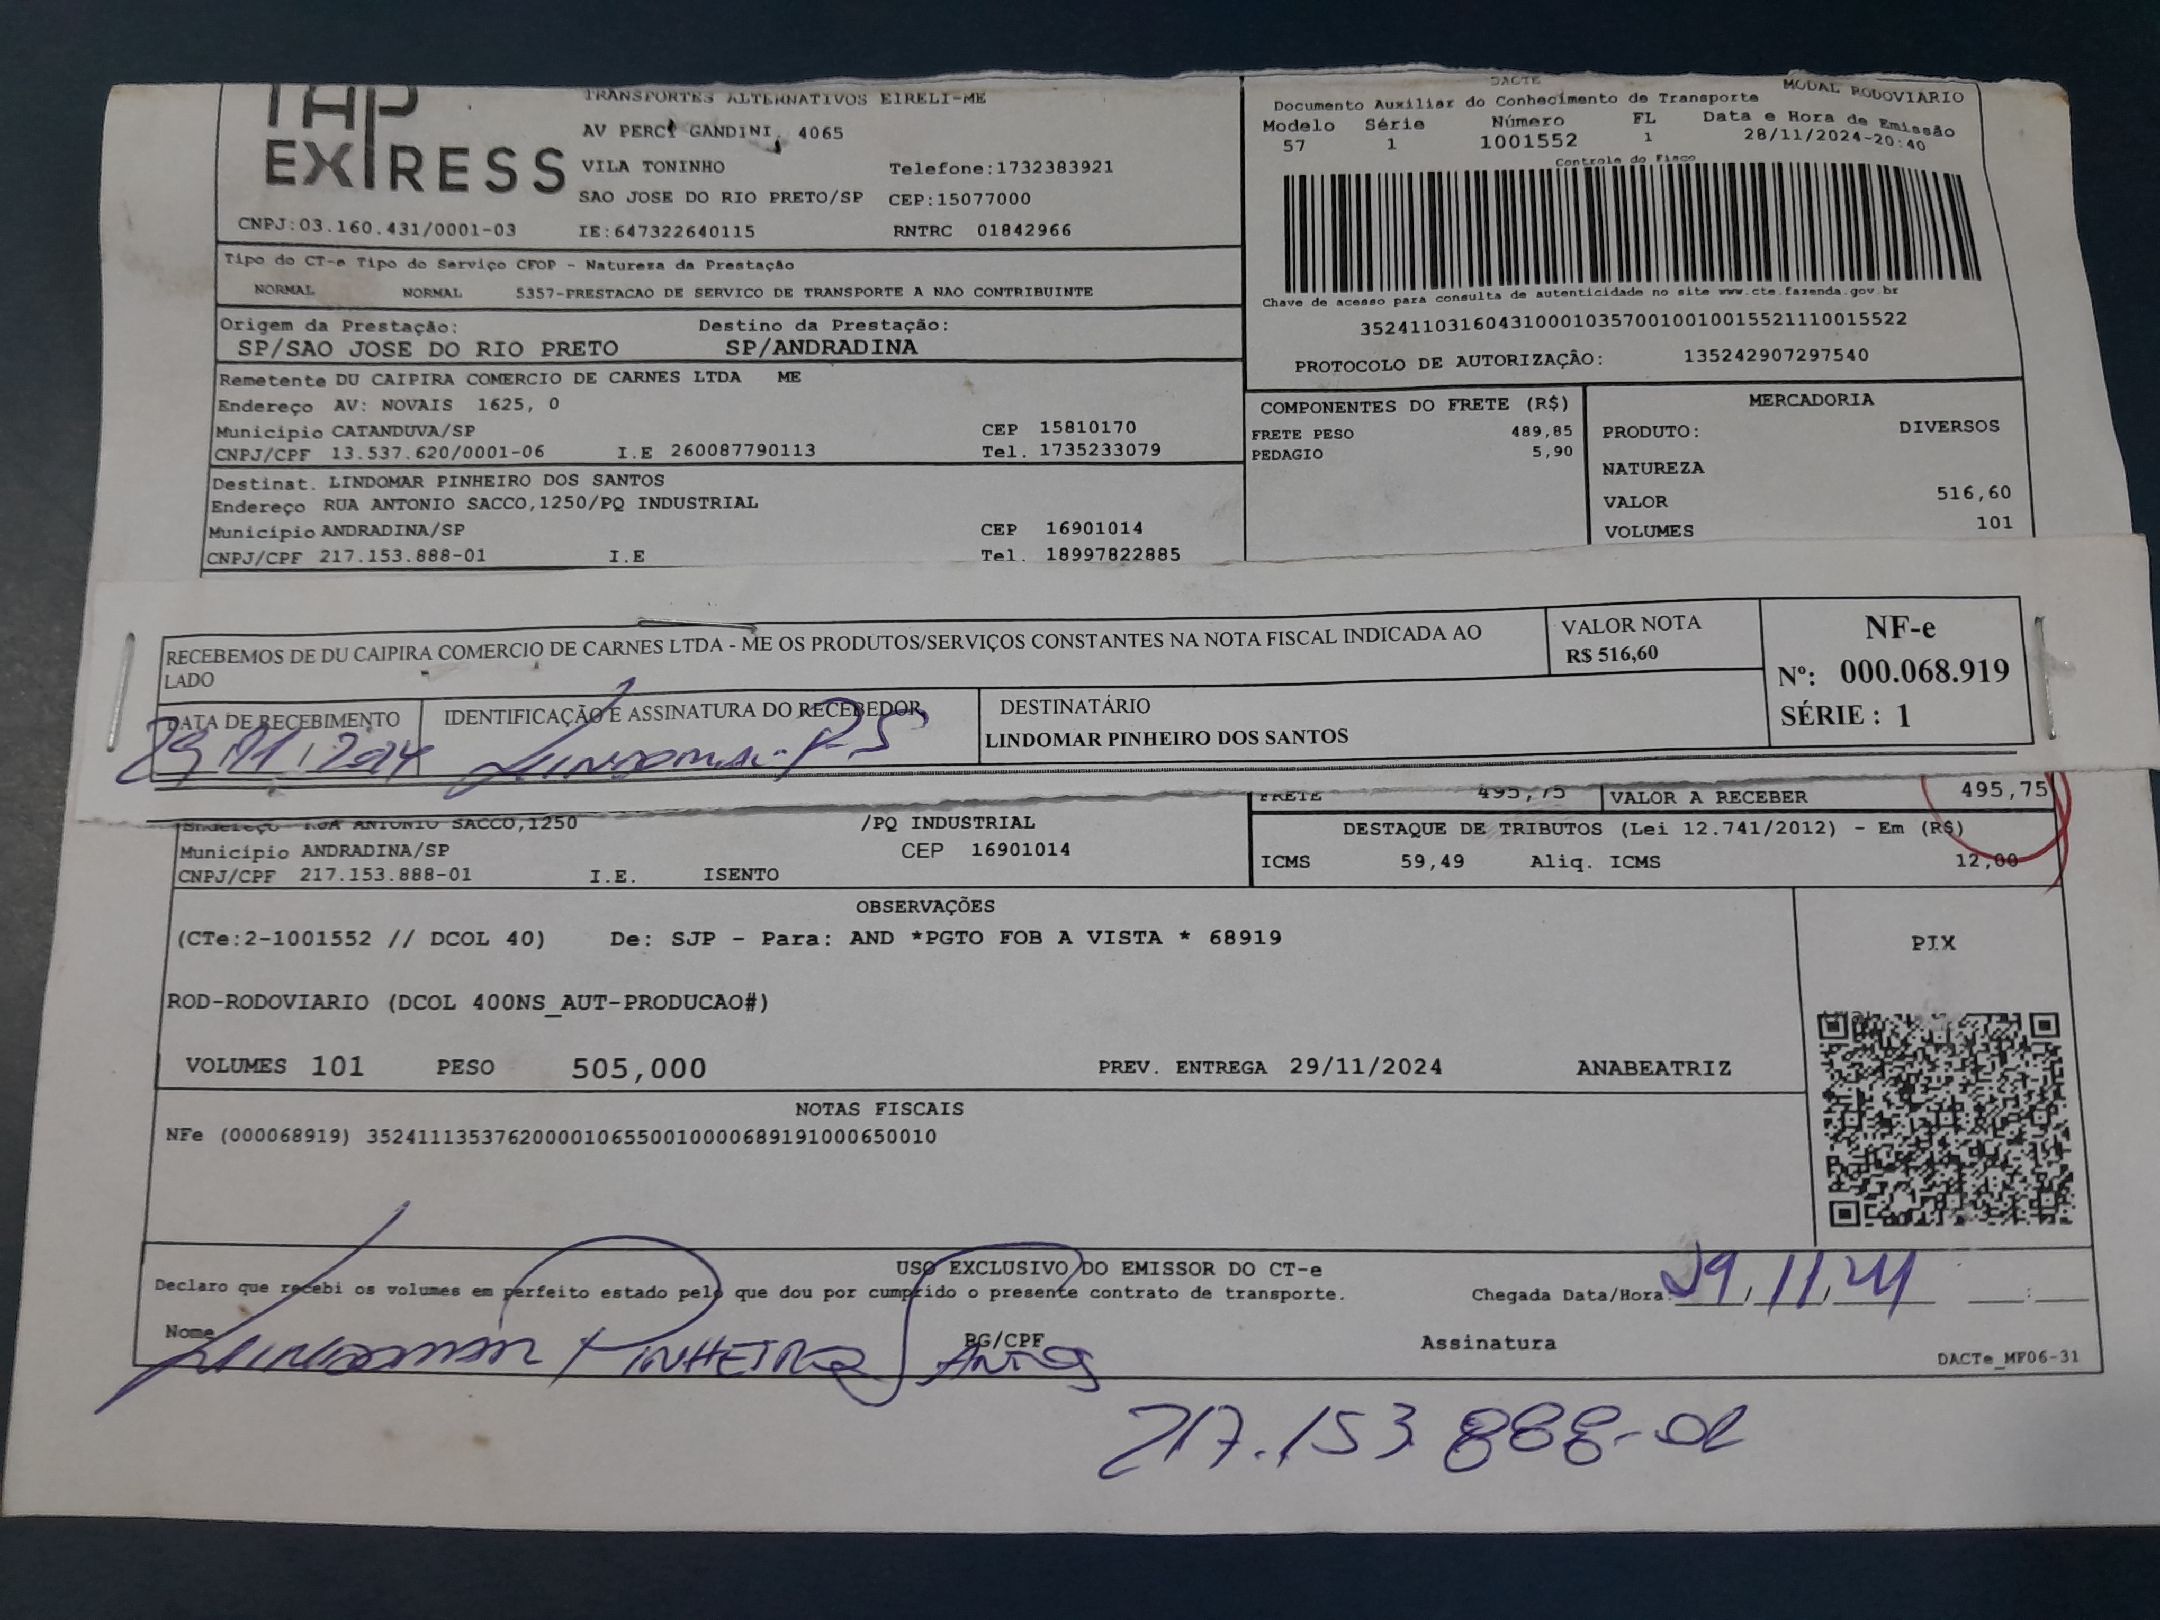 TAP
EXPRESS
TRANSPORTES ALTERNATIVOS EIRELI-ME
AV PERCI GANDINI, 4065
VILA TONINHO Telefone:1732383921
SAO JOSE DO RIO PRETO/SP CEP:15077000
CNPJ:03.160.431/0001-03 IE:647322640115 RNTRC 01842966
DACTE MODAL RODOVIARIO
Documento Auxiliar do Conhecimento de Transporte
Modelo Série Número FL Data e Hora de Emissão
57 1 1001552 1 28/11/2024-20:40
Controle do Fisco
Chave de acesso para consulta de autenticidade no site www.cte.fazenda.gov.br
35241103160431000103570010010015521110015522
PROTOCOLO DE AUTORIZAÇÃO: 135242907297540
Tipo do CT-e Tipo do Serviço CFOP - Natureza da Prestação
NORMAL NORMAL 5357-PRESTACAO DE SERVICO DE TRANSPORTE A NAO CONTRIBUINTE
Origem da Prestação: Destino da Prestação:
SP/SAO JOSE DO RIO PRETO SP/ANDRADINA
Remetente DU CAIPIRA COMERCIO DE CARNES LTDA ME
Endereço AV: NOVAIS 1625, 0
Município CATANDUVA/SP CEP 15810170
CNPJ/CPF 13.537.620/0001-06 I.E 260087790113 Tel. 1735233079
Destinat. LINDOMAR PINHEIRO DOS SANTOS
Endereço RUA ANTONIO SACCO,1250/PQ INDUSTRIAL
Município ANDRADINA/SP CEP 16901014
CNPJ/CPF 217.153.888-01 I.E Tel. 18997822885
COMPONENTES DO FRETE (R$)
FRETE PESO 489,85
PEDAGIO 5,90
MERCADORIA
PRODUTO: DIVERSOS
NATUREZA
VALOR 516,60
VOLUMES 101
RECEBEMOS DE DU CAIPIRA COMERCIO DE CARNES LTDA - ME OS PRODUTOS/SERVIÇOS CONSTANTES NA NOTA FISCAL INDICADA AO
LADO
VALOR NOTA
R$ 516,60
NF-e
Nº: 000.068.919
SÉRIE : 1
DATA DE RECEBIMENTO
29/11/2024
IDENTIFICAÇÃO E ASSINATURA DO RECEBEDOR
Lindomar P S
DESTINATÁRIO
LINDOMAR PINHEIRO DOS SANTOS
FRETE 495,75 VALOR A RECEBER 495,75
Endereço RUA ANTONIO SACCO,1250 /PQ INDUSTRIAL
Município ANDRADINA/SP CEP 16901014
CNPJ/CPF 217.153.888-01 I.E. ISENTO
DESTAQUE DE TRIBUTOS (Lei 12.741/2012) - Em (R$)
ICMS 59,49 Aliq. ICMS 12,00
OBSERVAÇÕES
(CTe:2-1001552 // DCOL 40) De: SJP - Para: AND *PGTO FOB A VISTA * 68919
ROD-RODOVIARIO (DCOL 400NS_AUT-PRODUCAO#)
VOLUMES 101 PESO 505,000 PREV. ENTREGA 29/11/2024 ANABEATRIZ
PIX
NOTAS FISCAIS
NFe (000068919) 35241113537620000106550010000689191000650010
USO EXCLUSIVO DO EMISSOR DO CT-e
Declaro que recebi os volumes em perfeito estado pelo que dou por cumprido o presente contrato de transporte. Chegada Data/Hora: 29/11/24 __:__
Nome RG/CPF Assinatura
LINDOMAR PINHEIRO SANTOS
DACTe_MF06-31
217.153 888-01